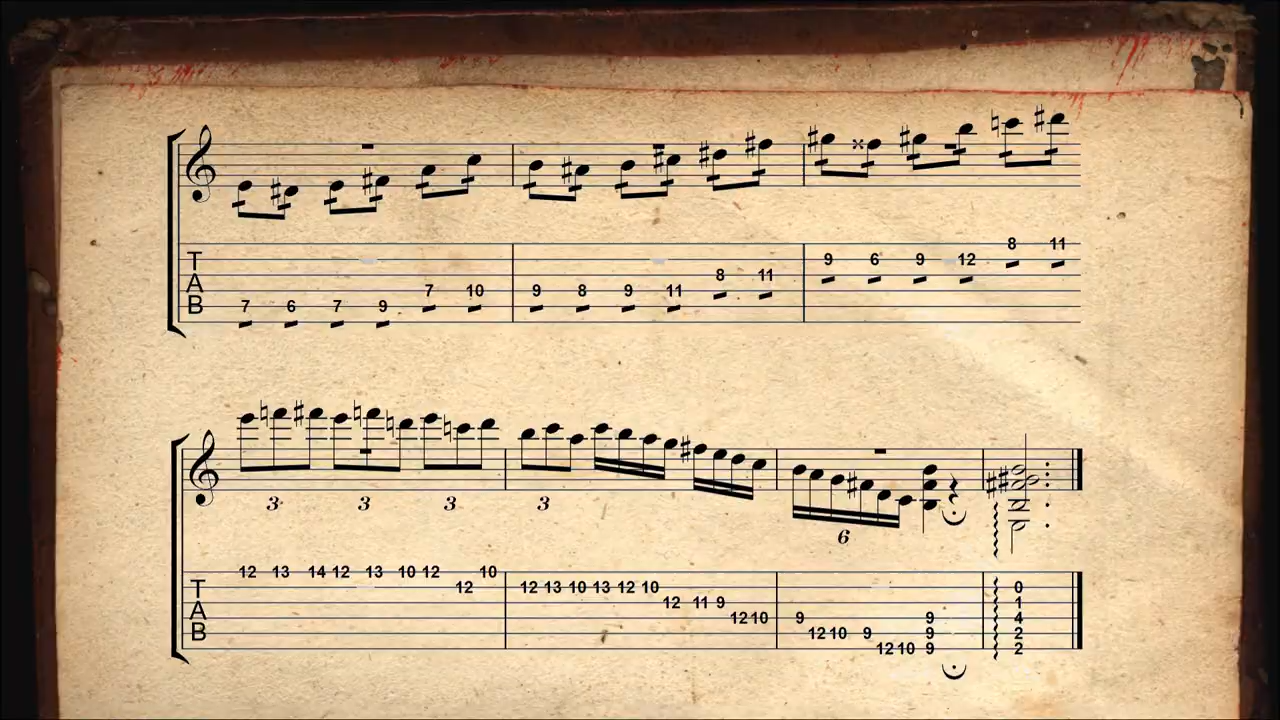 8 11
T 9 6 9 12
A 8 11
7 10 9 8 9 11
B 7 6 7 9
3 3 3 3
6
12 13 14 12 13 10 12 10
T 12 12 13 10 13 12 10 0
12 11 9 1
A 12 10 9 9 4
B 12 10 9 9 2
12 10 9 2